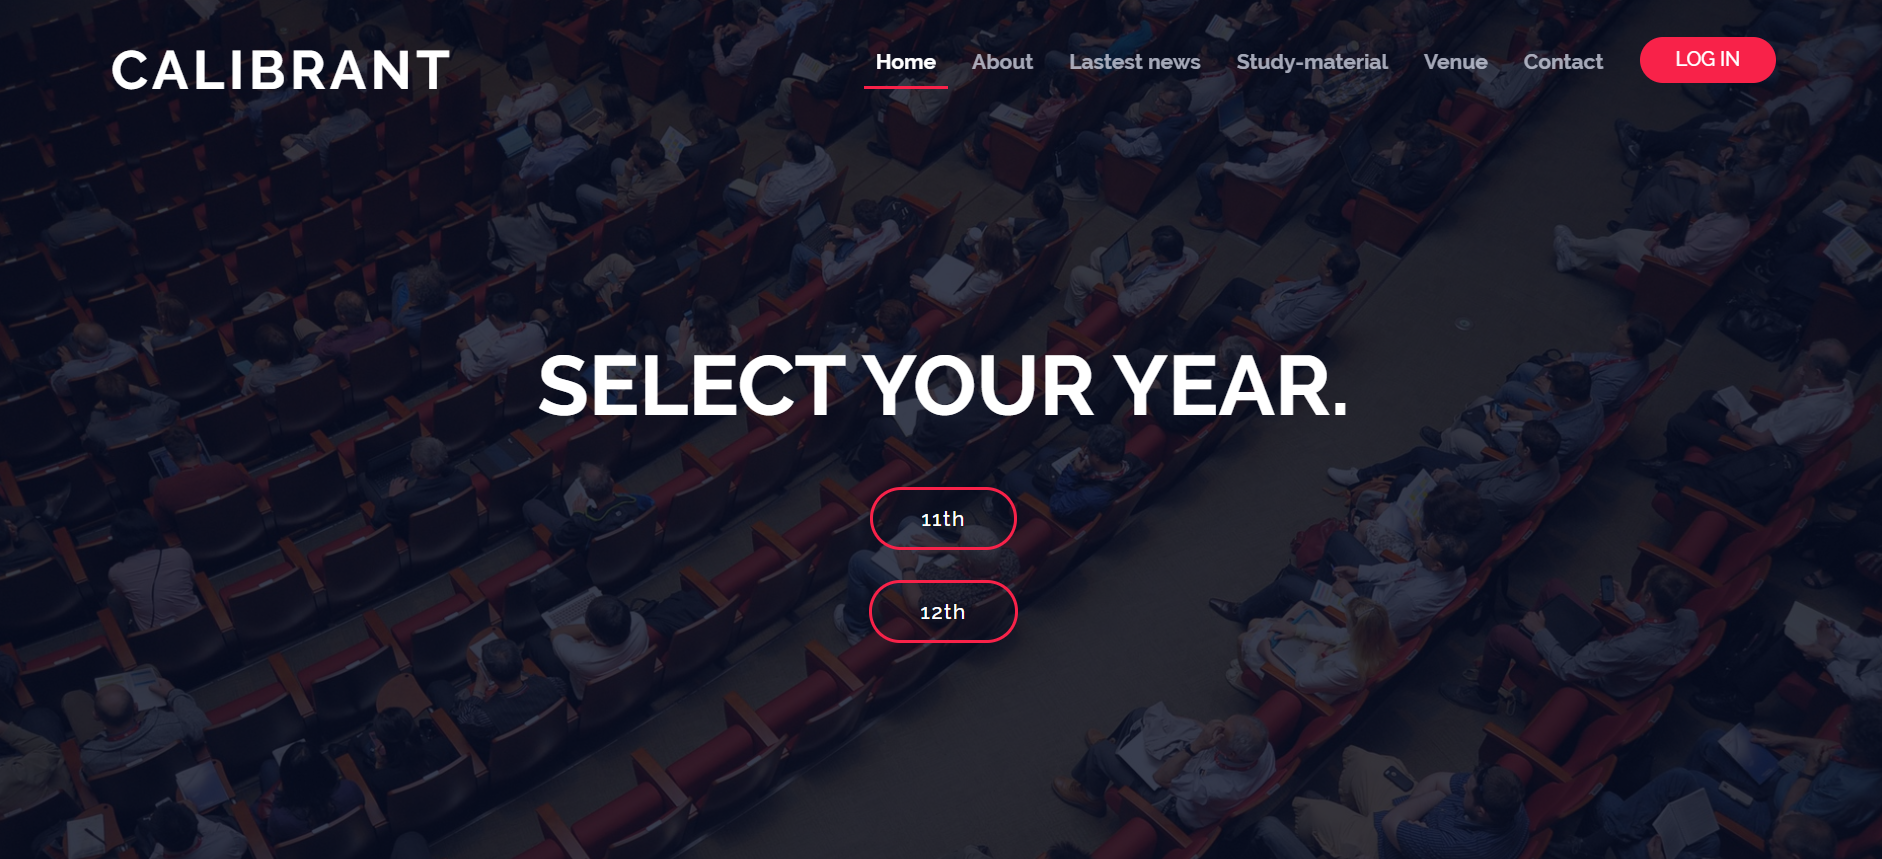 CALIBRANT
Home About Lastest news Study-material Venue Contact LOG IN
SELECT YOUR YEAR.
11th
12th